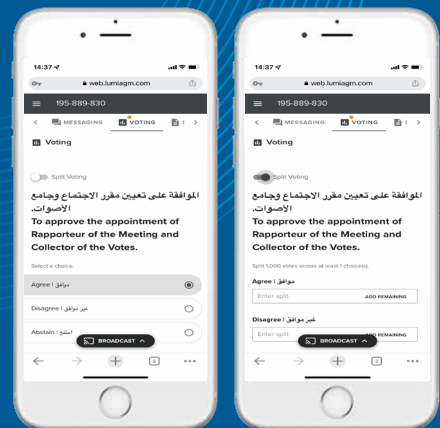 14:37
web.lumiagm.com
195-889-830
MESSAGING
VOTING
Voting
Split Voting
الموافقة على تعيين مقرر الاجتماع وجامع
الأصوات.
To approve the appointment of
Rapporteur of the Meeting and
Collector of the Votes.
Select a choice.
Agree | موافق
Disagree | غير موافق
Abstain | امتنع
BROADCAST
2
14:37
web.lumiagm.com
195-889-830
MESSAGING
VOTING
Voting
Split Voting
الموافقة على تعيين مقرر الاجتماع وجامع
الأصوات.
To approve the appointment of
Rapporteur of the Meeting and
Collector of the Votes.
Split 1,000 votes across at least 1 choice(s).
Agree | موافق
Enter split
ADD REMAINING
Disagree | غير موافق
Enter split
ADD REMAINING
BROADCAST
2